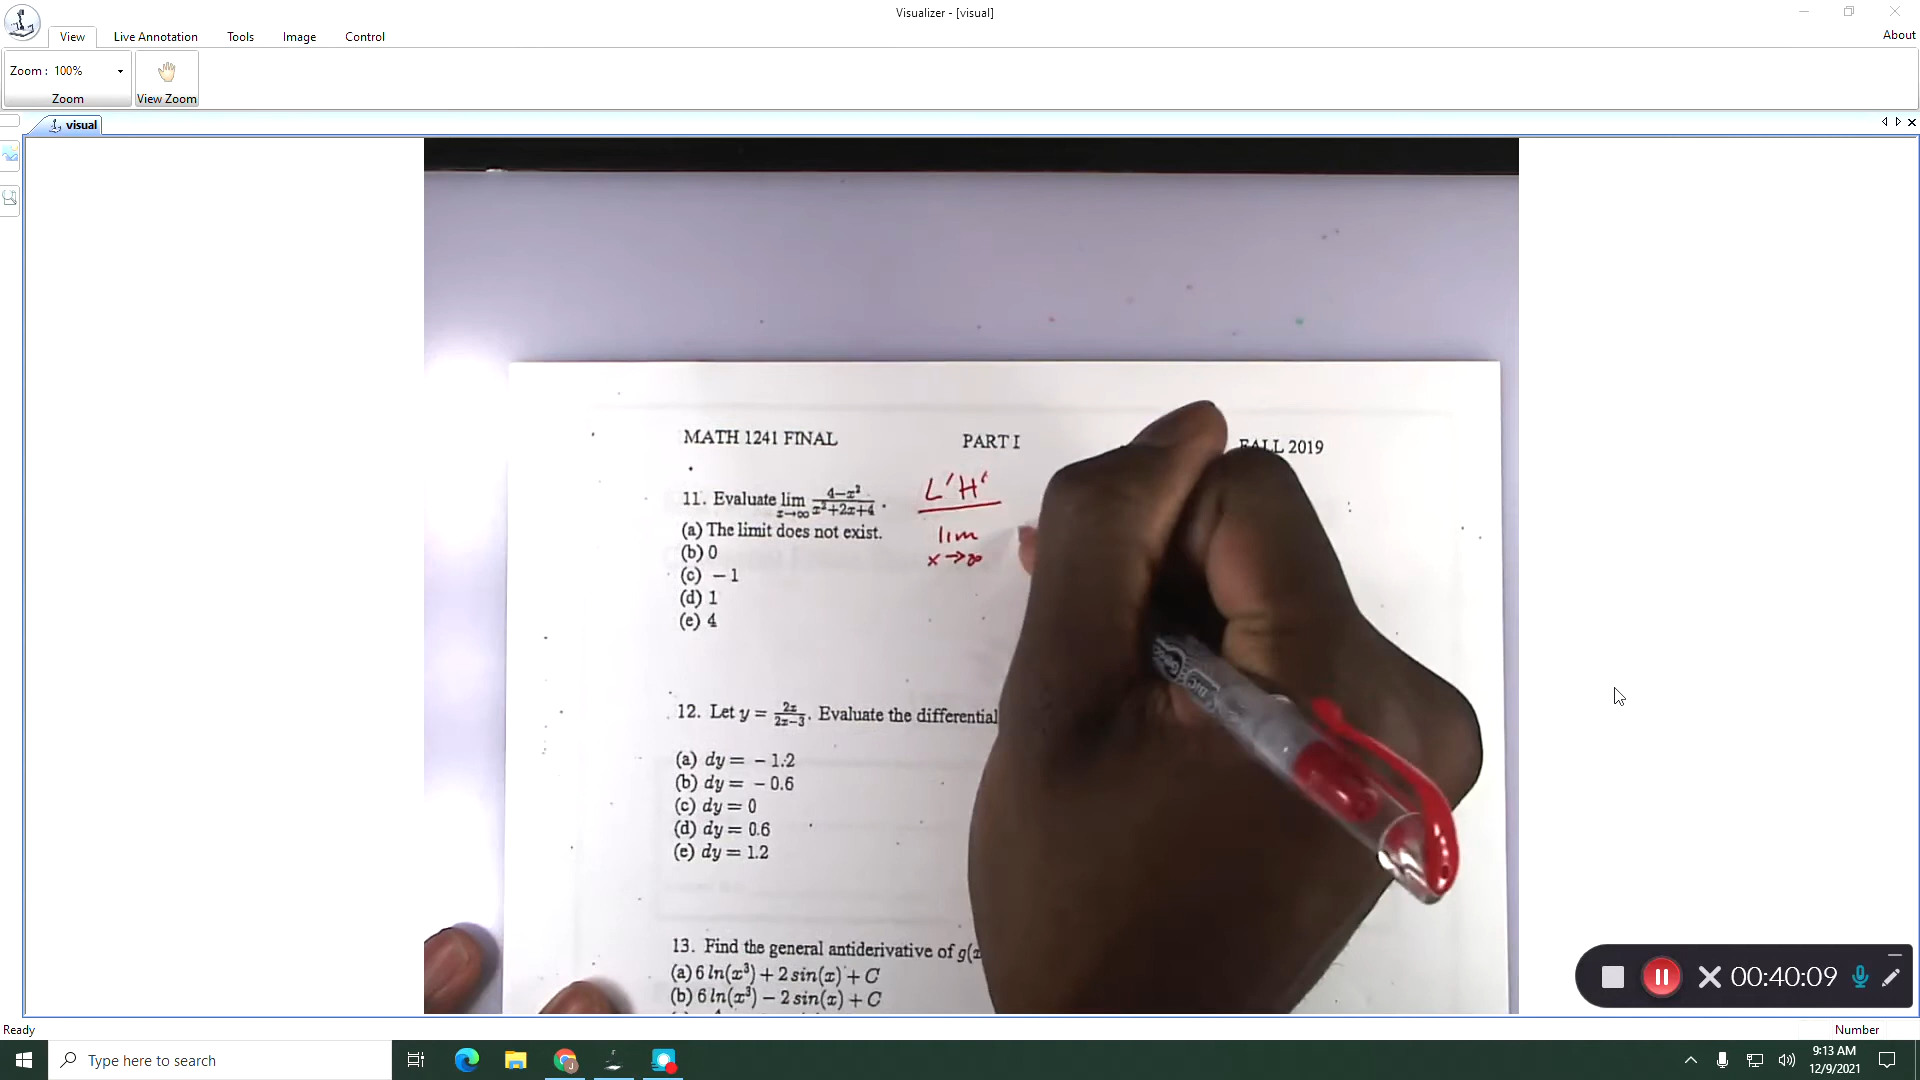 Visualizer - [visual]
View Live Annotation Tools Image Control About
Zoom : 100%
Zoom View Zoom
visual
MATH 1241 FINAL PART I FALL 2019
11. Evaluate lim x→∞ (4−x²)/(x²+2x+4) .
(a) The limit does not exist.
(b) 0
(c) −1
(d) 1
(e) 4
L'H'
lim
x→∞
12. Let y = 2x/(2x−3). Evaluate the differential
(a) dy = −1.2
(b) dy = −0.6
(c) dy = 0
(d) dy = 0.6
(e) dy = 1.2
13. Find the general antiderivative of g(x
(a) 6 ln(x³) + 2 sin(x) + C
(b) 6 ln(x³) − 2 sin(x) + C
00:40:09
Ready Number
Type here to search
9:13 AM
12/9/2021